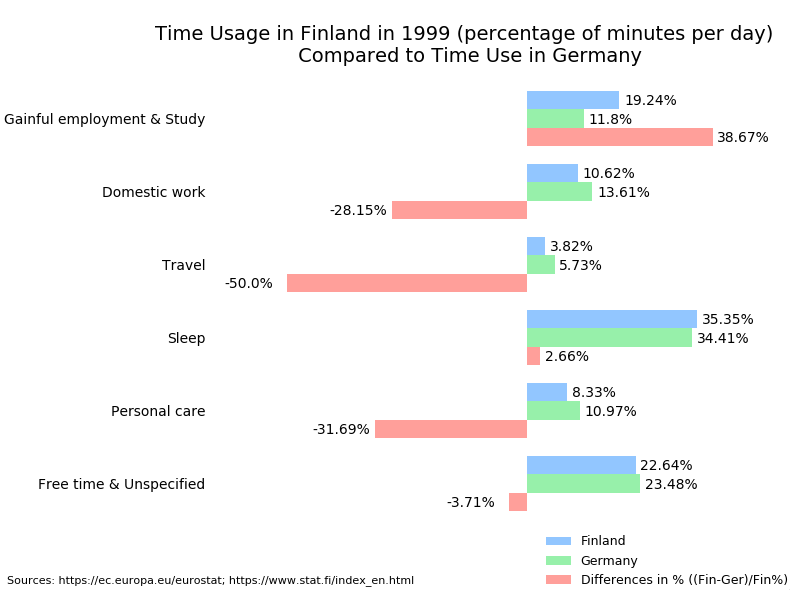 Time Usage in Finland in 1999 (percentage of minutes per day)
Compared to Time Use in Germany
Gainful employment & Study
19.24%
11.8%
38.67%
Domestic work
10.62%
13.61%
-28.15%
Travel
3.82%
5.73%
-50.0%
Sleep
35.35%
34.41%
2.66%
Personal care
8.33%
10.97%
-31.69%
Free time & Unspecified
22.64%
23.48%
-3.71%
Finland
Germany
Differences in % ((Fin-Ger)/Fin%)
Sources: https://ec.europa.eu/eurostat; https://www.stat.fi/index_en.html